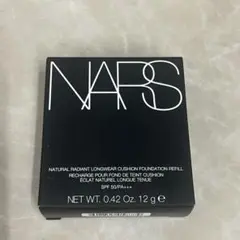 NARS
NATURAL RADIANT LONGWEAR CUSHION FOUNDATION REFILL
RECHARGE POUR FOND DE TEINT CUSHION
ÉCLAT NATUREL LONGUE TENUE
SPF 50/PA+++
NET WT. 0.42 Oz. 12 g ℮